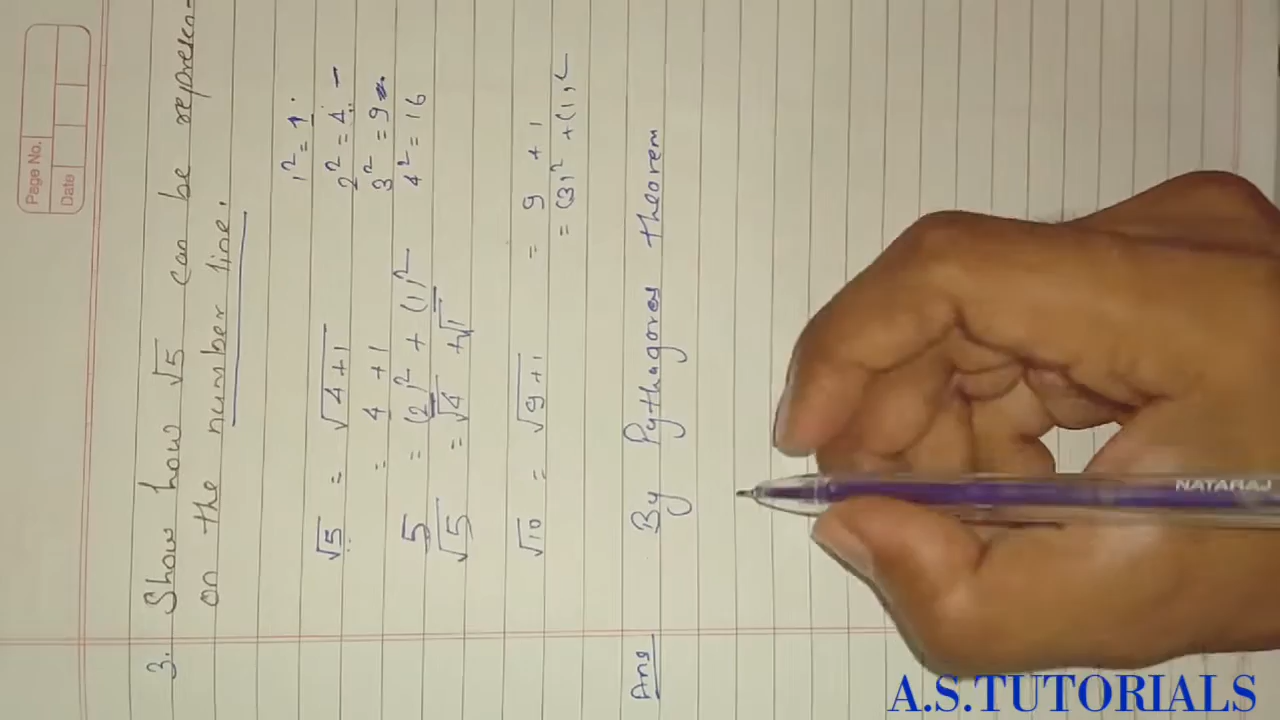 Page No.
Date
3. Show how √5 can be represen-
on the number line.
1² = 1.
√5 = √4+1 2² = 4 -
= 4 + 1 3² = 9
5 = (2)² + (1)² 4² = 16
√5 = √4 + √1
√10 = √9+1 = 9 + 1
= (3)² + (1)²
Ans By Pythagoras theorem
NATARAJ
A.S.TUTORIALS